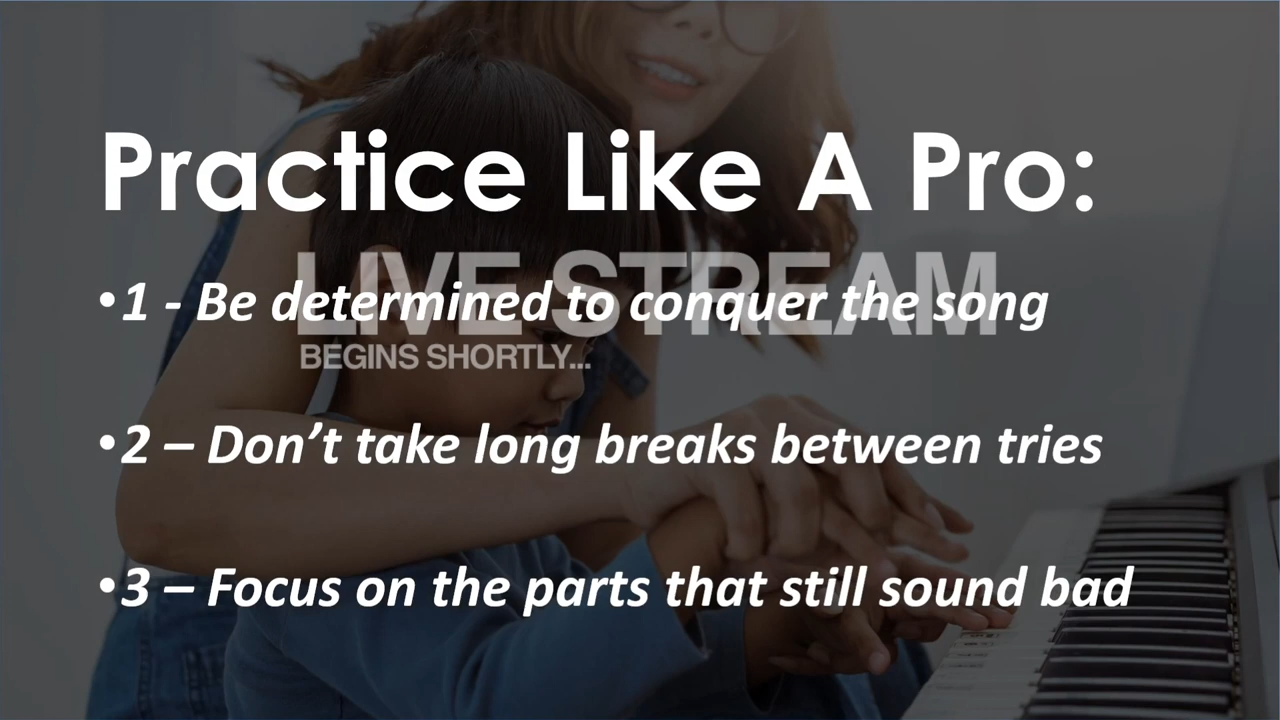 Practice Like A Pro:
LIVE STREAM
•1 - Be determined to conquer the song
BEGINS SHORTLY...
•2 – Don’t take long breaks between tries
•3 – Focus on the parts that still sound bad